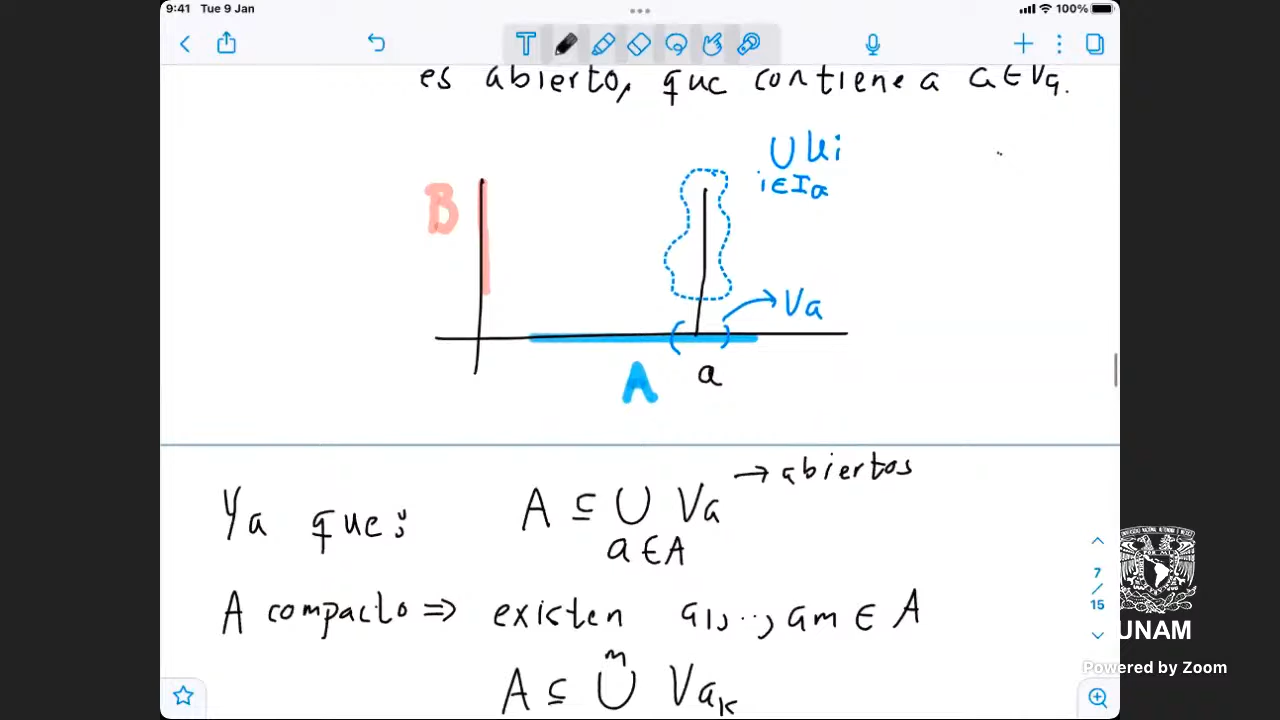 9:41 Tue 9 Jan
100%
es abierto, que contiene a a ∈ Va.
∪ Ui
i ∈ Ia
B
Va
A
a
→ abiertos
Ya que: A ⊆ ∪ Va
a ∈ A
A compacto ⇒ existen a1, .., am ∈ A
m
A ⊆ ∪ Vak
7
/
15
UNAM
Powered by Zoom